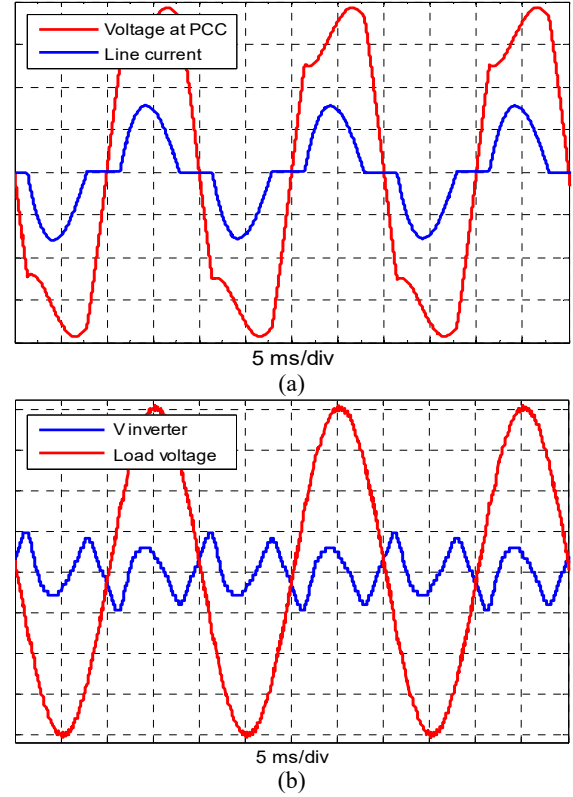 Voltage at PCC
Line current
5 ms/div
(a)
V inverter
Load voltage
5 ms/div
(b)